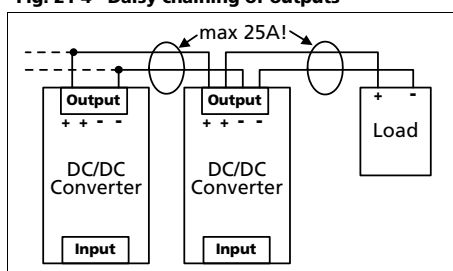 Fig. 21-4 Daisy chaining of outputs
max 25A!
Output
+ + - -
DC/DC
Converter
Input
Output
+ + - -
DC/DC
Converter
Input
+ -
Load